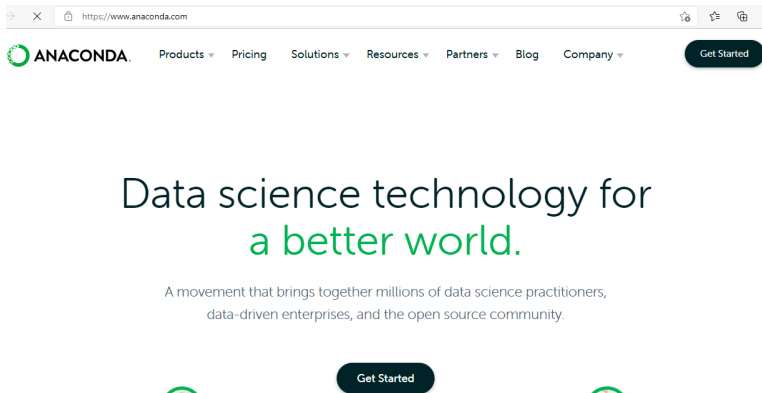 https://www.anaconda.com
ANACONDA.
Products Pricing Solutions Resources Partners Blog Company Get Started
Data science technology for
a better world.
A movement that brings together millions of data science practitioners,
data-driven enterprises, and the open source community.
Get Started